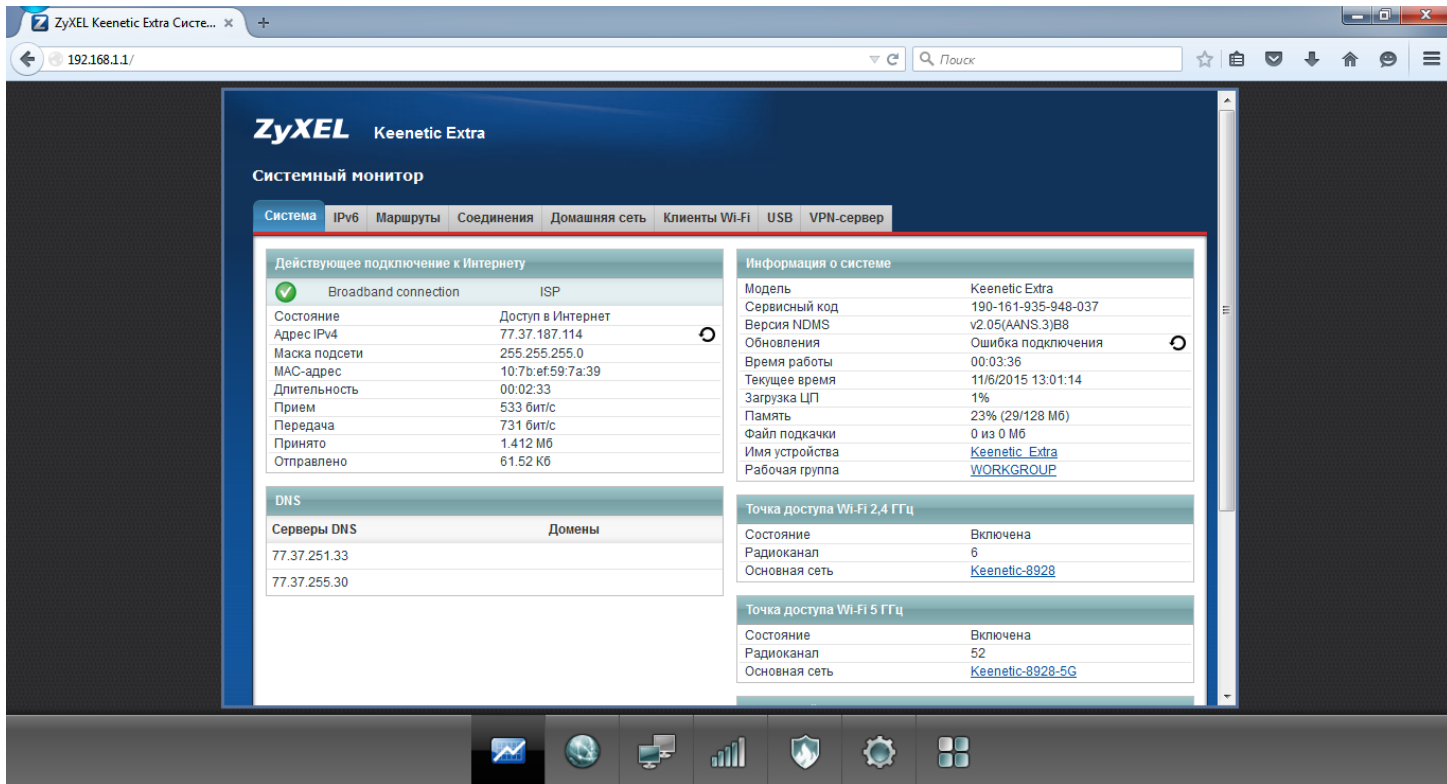 ZyXEL Keenetic Extra Систе...
192.168.1.1/
Поиск
ZyXEL Keenetic Extra
Системный монитор
Система IPv6 Маршруты Соединения Домашняя сеть Клиенты Wi-Fi USB VPN-сервер
Действующее подключение к Интернету
Broadband connection ISP
Состояние Доступ в Интернет
Адрес IPv4 77.37.187.114
Маска подсети 255.255.255.0
MAC-адрес 10:7b:ef:59:7a:39
Длительность 00:02:33
Прием 533 бит/с
Передача 731 бит/с
Принято 1.412 Мб
Отправлено 61.52 Кб
DNS
Серверы DNS Домены
77.37.251.33
77.37.255.30
Информация о системе
Модель Keenetic Extra
Сервисный код 190-161-935-948-037
Версия NDMS v2.05(AANS.3)B8
Обновления Ошибка подключения
Время работы 00:03:36
Текущее время 11/6/2015 13:01:14
Загрузка ЦП 1%
Память 23% (29/128 Мб)
Файл подкачки 0 из 0 Мб
Имя устройства Keenetic_Extra
Рабочая группа WORKGROUP
Точка доступа Wi-Fi 2,4 ГГц
Состояние Включена
Радиоканал 6
Основная сеть Keenetic-8928
Точка доступа Wi-Fi 5 ГГц
Состояние Включена
Радиоканал 52
Основная сеть Keenetic-8928-5G